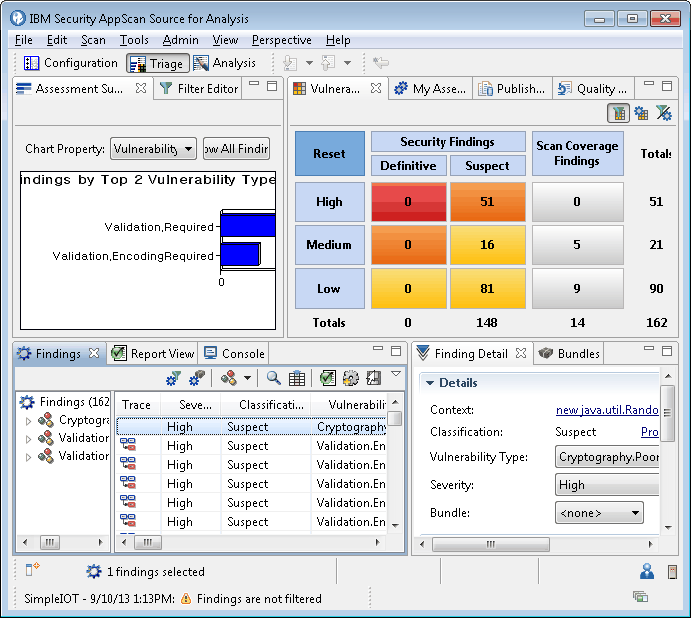 IBM Security AppScan Source for Analysis
File Edit Scan Tools Admin View Perspective Help
Configuration Triage Analysis
Assessment Su... Filter Editor
Chart Property: Vulnerability ow All Findin
indings by Top 2 Vulnerability Type
Validation,Required
Validation,EncodingRequired
0
Vulnera... My Asse... Publish... Quality ...
Reset Security Findings Scan Coverage Findings Totals
Definitive Suspect
High 0 51 0 51
Medium 0 16 5 21
Low 0 81 9 90
Totals 0 148 14 162
Findings Report View Console
Findings (162
Cryptogra
Validation
Validation
Trace Seve... Classificati... Vulnerabili
High Suspect Cryptography
High Suspect Validation.En
High Suspect Validation.En
High Suspect Validation.En
High Suspect Validation.En
High Suspect Validation.En
Finding Detail Bundles
Details
Context: new java.util.Rando
Classification: Suspect Pro
Vulnerability Type: Cryptography.Poor
Severity: High
Bundle: <none>
1 findings selected
SimpleIOT - 9/10/13 1:13PM: Findings are not filtered